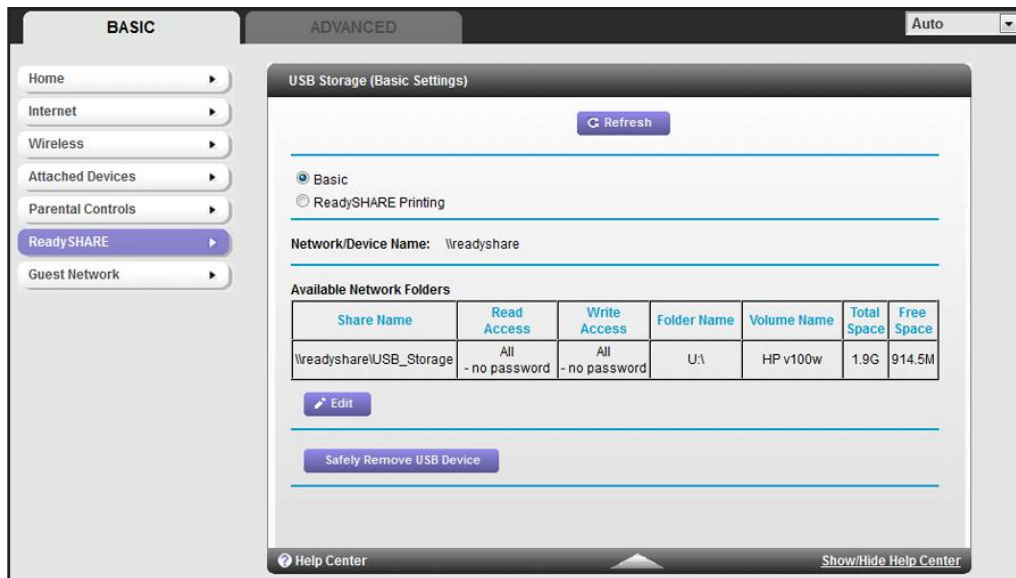 BASIC
ADVANCED
Auto
Home
Internet
Wireless
Attached Devices
Parental Controls
ReadySHARE
Guest Network
USB Storage (Basic Settings)
Refresh
Basic
ReadySHARE Printing
Network/Device Name: \\readyshare
Available Network Folders
Share Name Read Access Write Access Folder Name Volume Name Total Space Free Space
\\readyshare\USB_Storage All - no password All - no password U:\ HP v100w 1.9G 914.5M
Edit
Safely Remove USB Device
Help Center
Show/Hide Help Center